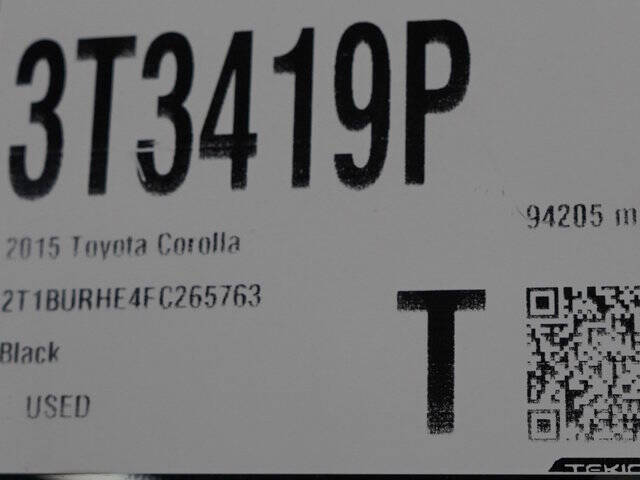 3T3419P
94205 m
2015 Toyota Corolla
2T1BURHE4FC265763
Black
T
USED